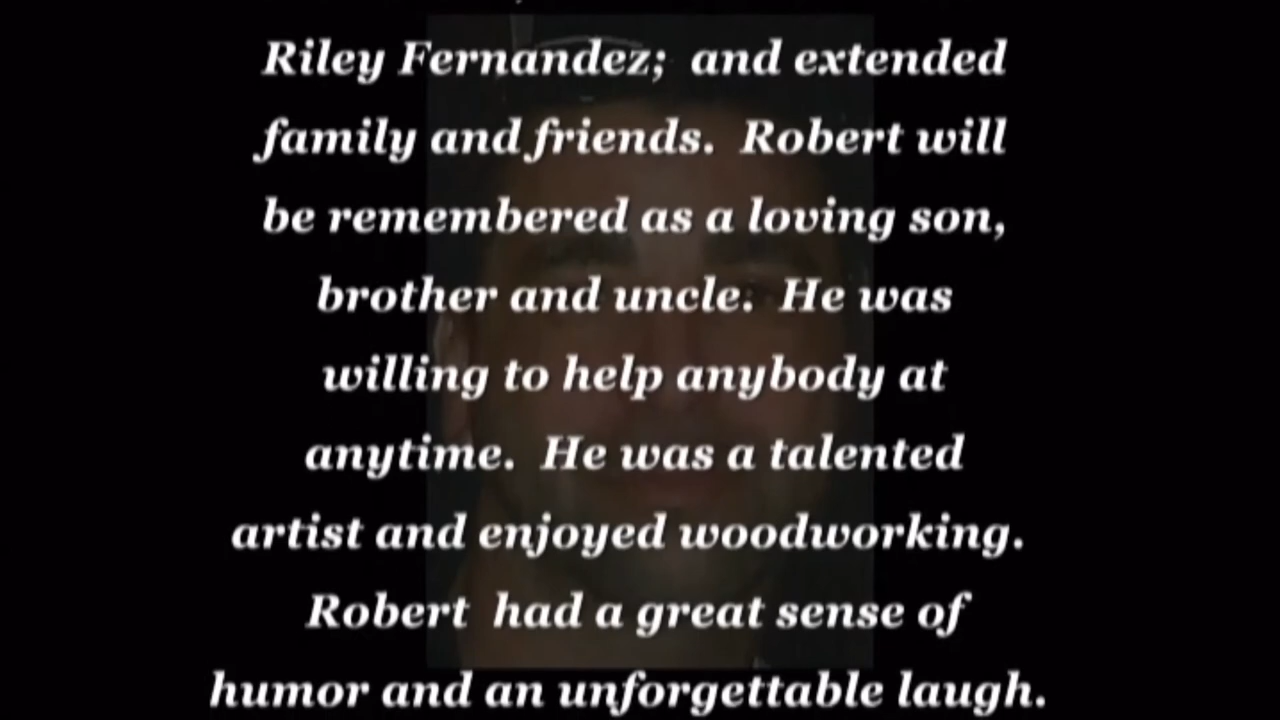 Riley Fernandez;  and extended
family and friends.  Robert will
be remembered as a loving son,
brother and uncle.  He was
willing to help anybody at
anytime.  He was a talented
artist and enjoyed woodworking.
Robert  had a great sense of
humor and an unforgettable laugh.